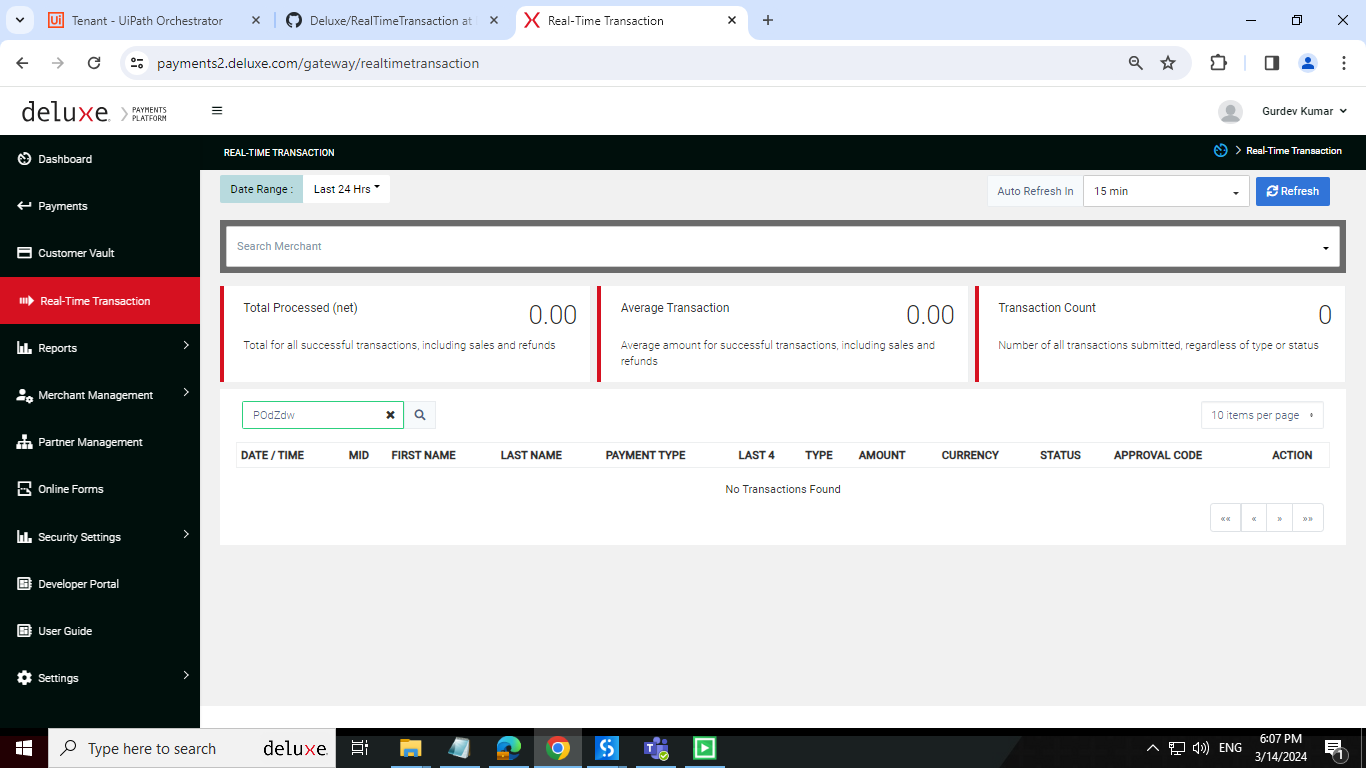 Tenant - UiPath Orchestrator
Deluxe/RealTimeTransaction at
Real-Time Transaction
payments2.deluxe.com/gateway/realtimetransaction
deluxe. PAYMENTS PLATFORM
Gurdev Kumar
Dashboard
Payments
Customer Vault
Real-Time Transaction
Reports
Merchant Management
Partner Management
Online Forms
Security Settings
Developer Portal
User Guide
Settings
REAL-TIME TRANSACTION
Real-Time Transaction
Date Range : Last 24 Hrs
Auto Refresh In 15 min Refresh
Search Merchant
Total Processed (net)
0.00
Total for all successful transactions, including sales and refunds
Average Transaction
0.00
Average amount for successful transactions, including sales and
refunds
Transaction Count
0
Number of all transactions submitted, regardless of type or status
POdZdw
10 items per page
DATE / TIME MID FIRST NAME LAST NAME PAYMENT TYPE LAST 4 TYPE AMOUNT CURRENCY STATUS APPROVAL CODE ACTION
No Transactions Found
«« « » »»
Type here to search
deluxe.
ENG
6:07 PM
3/14/2024
1